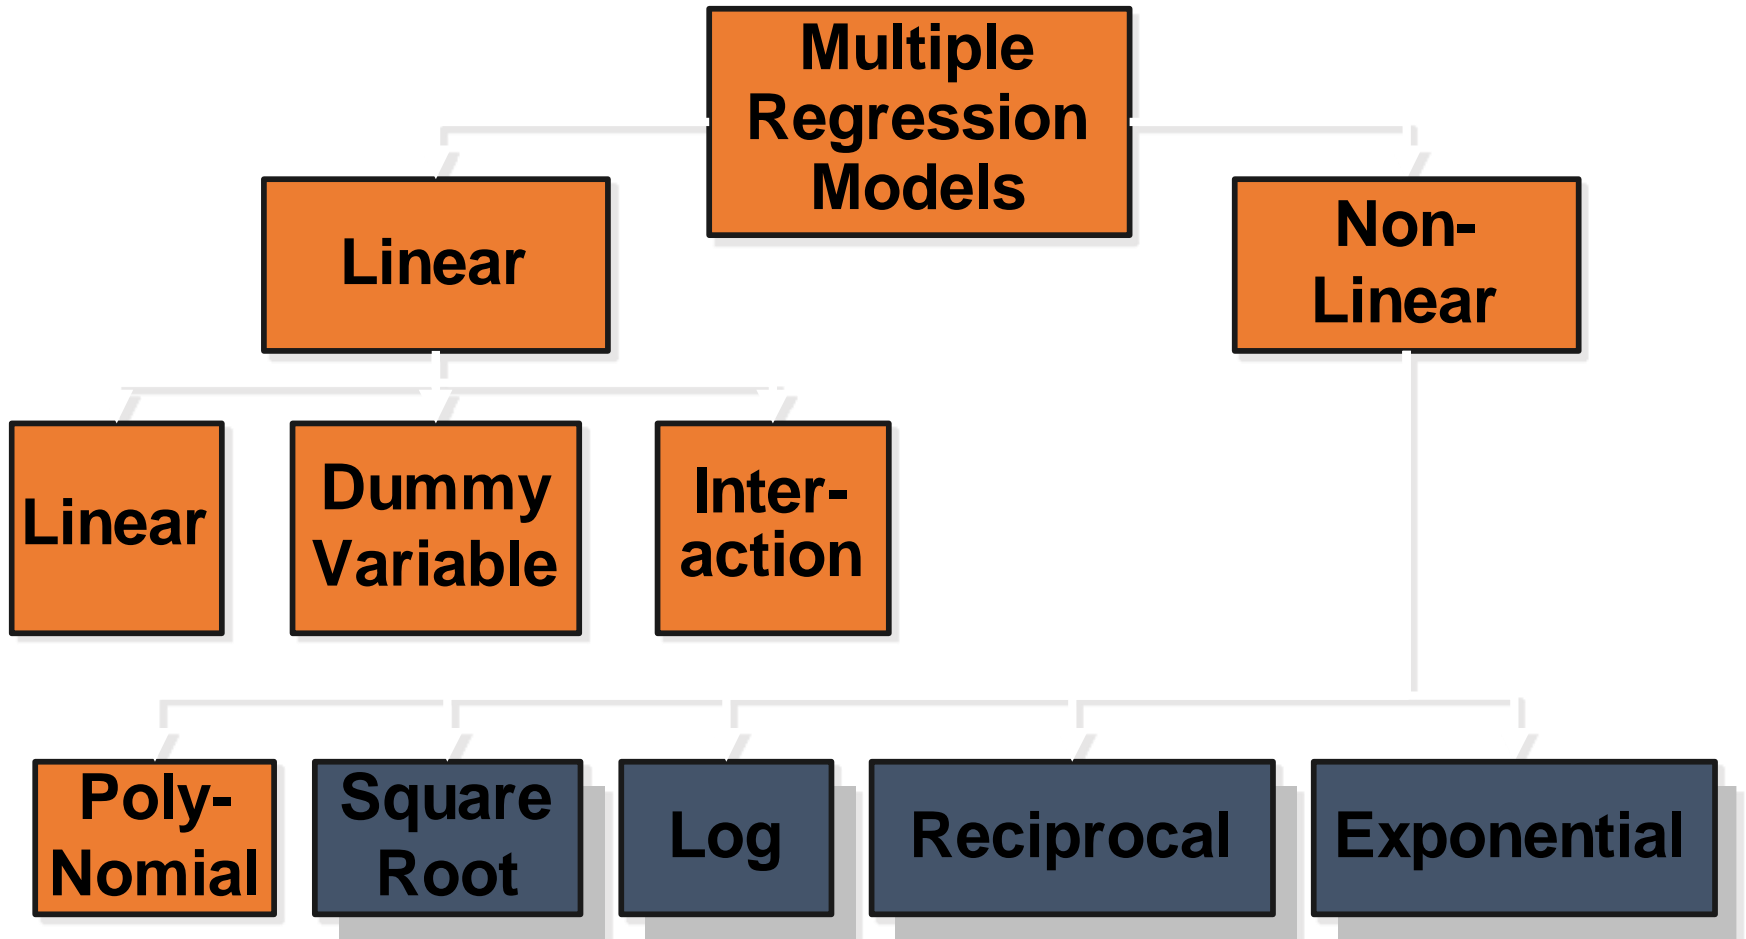 Multiple
Regression
Models
Linear
Non-
Linear
Linear
Dummy
Variable
Inter-
action
Poly-
Nomial
Square
Root
Log
Reciprocal
Exponential